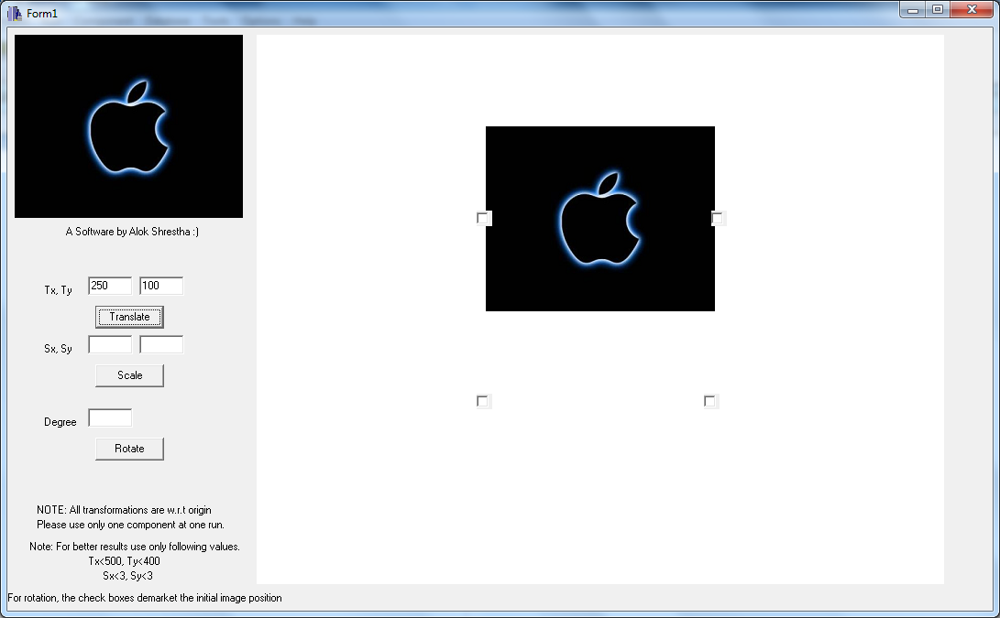 Form1
A Software by Alok Shrestha :)
Tx, Ty 250 100
Translate
Sx, Sy
Scale
Degree
Rotate
NOTE: All transformations are w.r.t origin
Please use only one component at one run.
Note: For better results use only following values.
Tx<500, Ty<400
Sx<3, Sy<3
For rotation, the check boxes demarket the initial image position